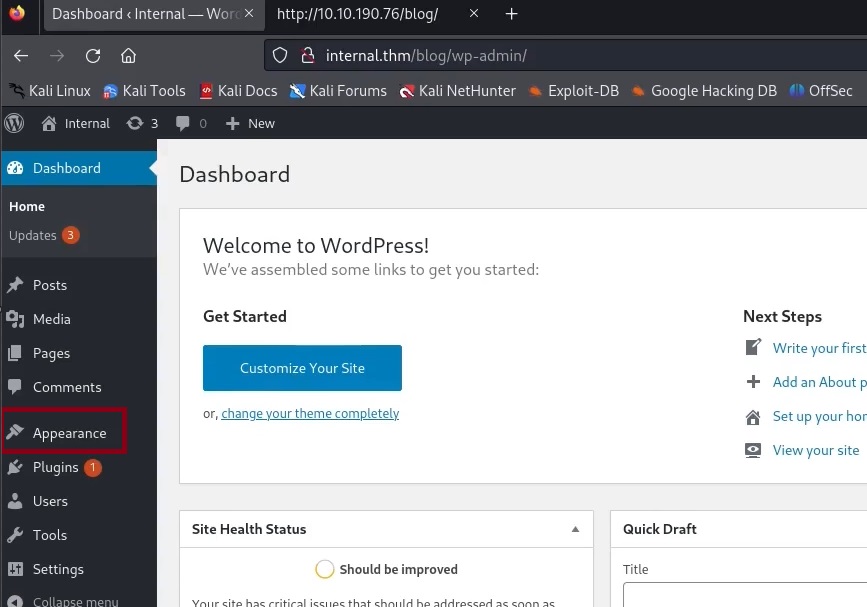 Dashboard ‹ Internal — Wor
http://10.10.190.76/blog/
internal.thm/blog/wp-admin/
Kali Linux Kali Tools Kali Docs Kali Forums Kali NetHunter Exploit-DB Google Hacking DB OffSec
Internal 3 0 New
Dashboard
Home
Updates 3
Posts
Media
Pages
Comments
Appearance
Plugins 1
Users
Tools
Settings
Collapse menu
Dashboard
Welcome to WordPress!
We've assembled some links to get you started:
Get Started
Customize Your Site
or, change your theme completely
Next Steps
Write your first
Add an About p
Set up your hor
View your site
Site Health Status
Should be improved
Your site has critical issues that should be addressed as soon as
Quick Draft
Title